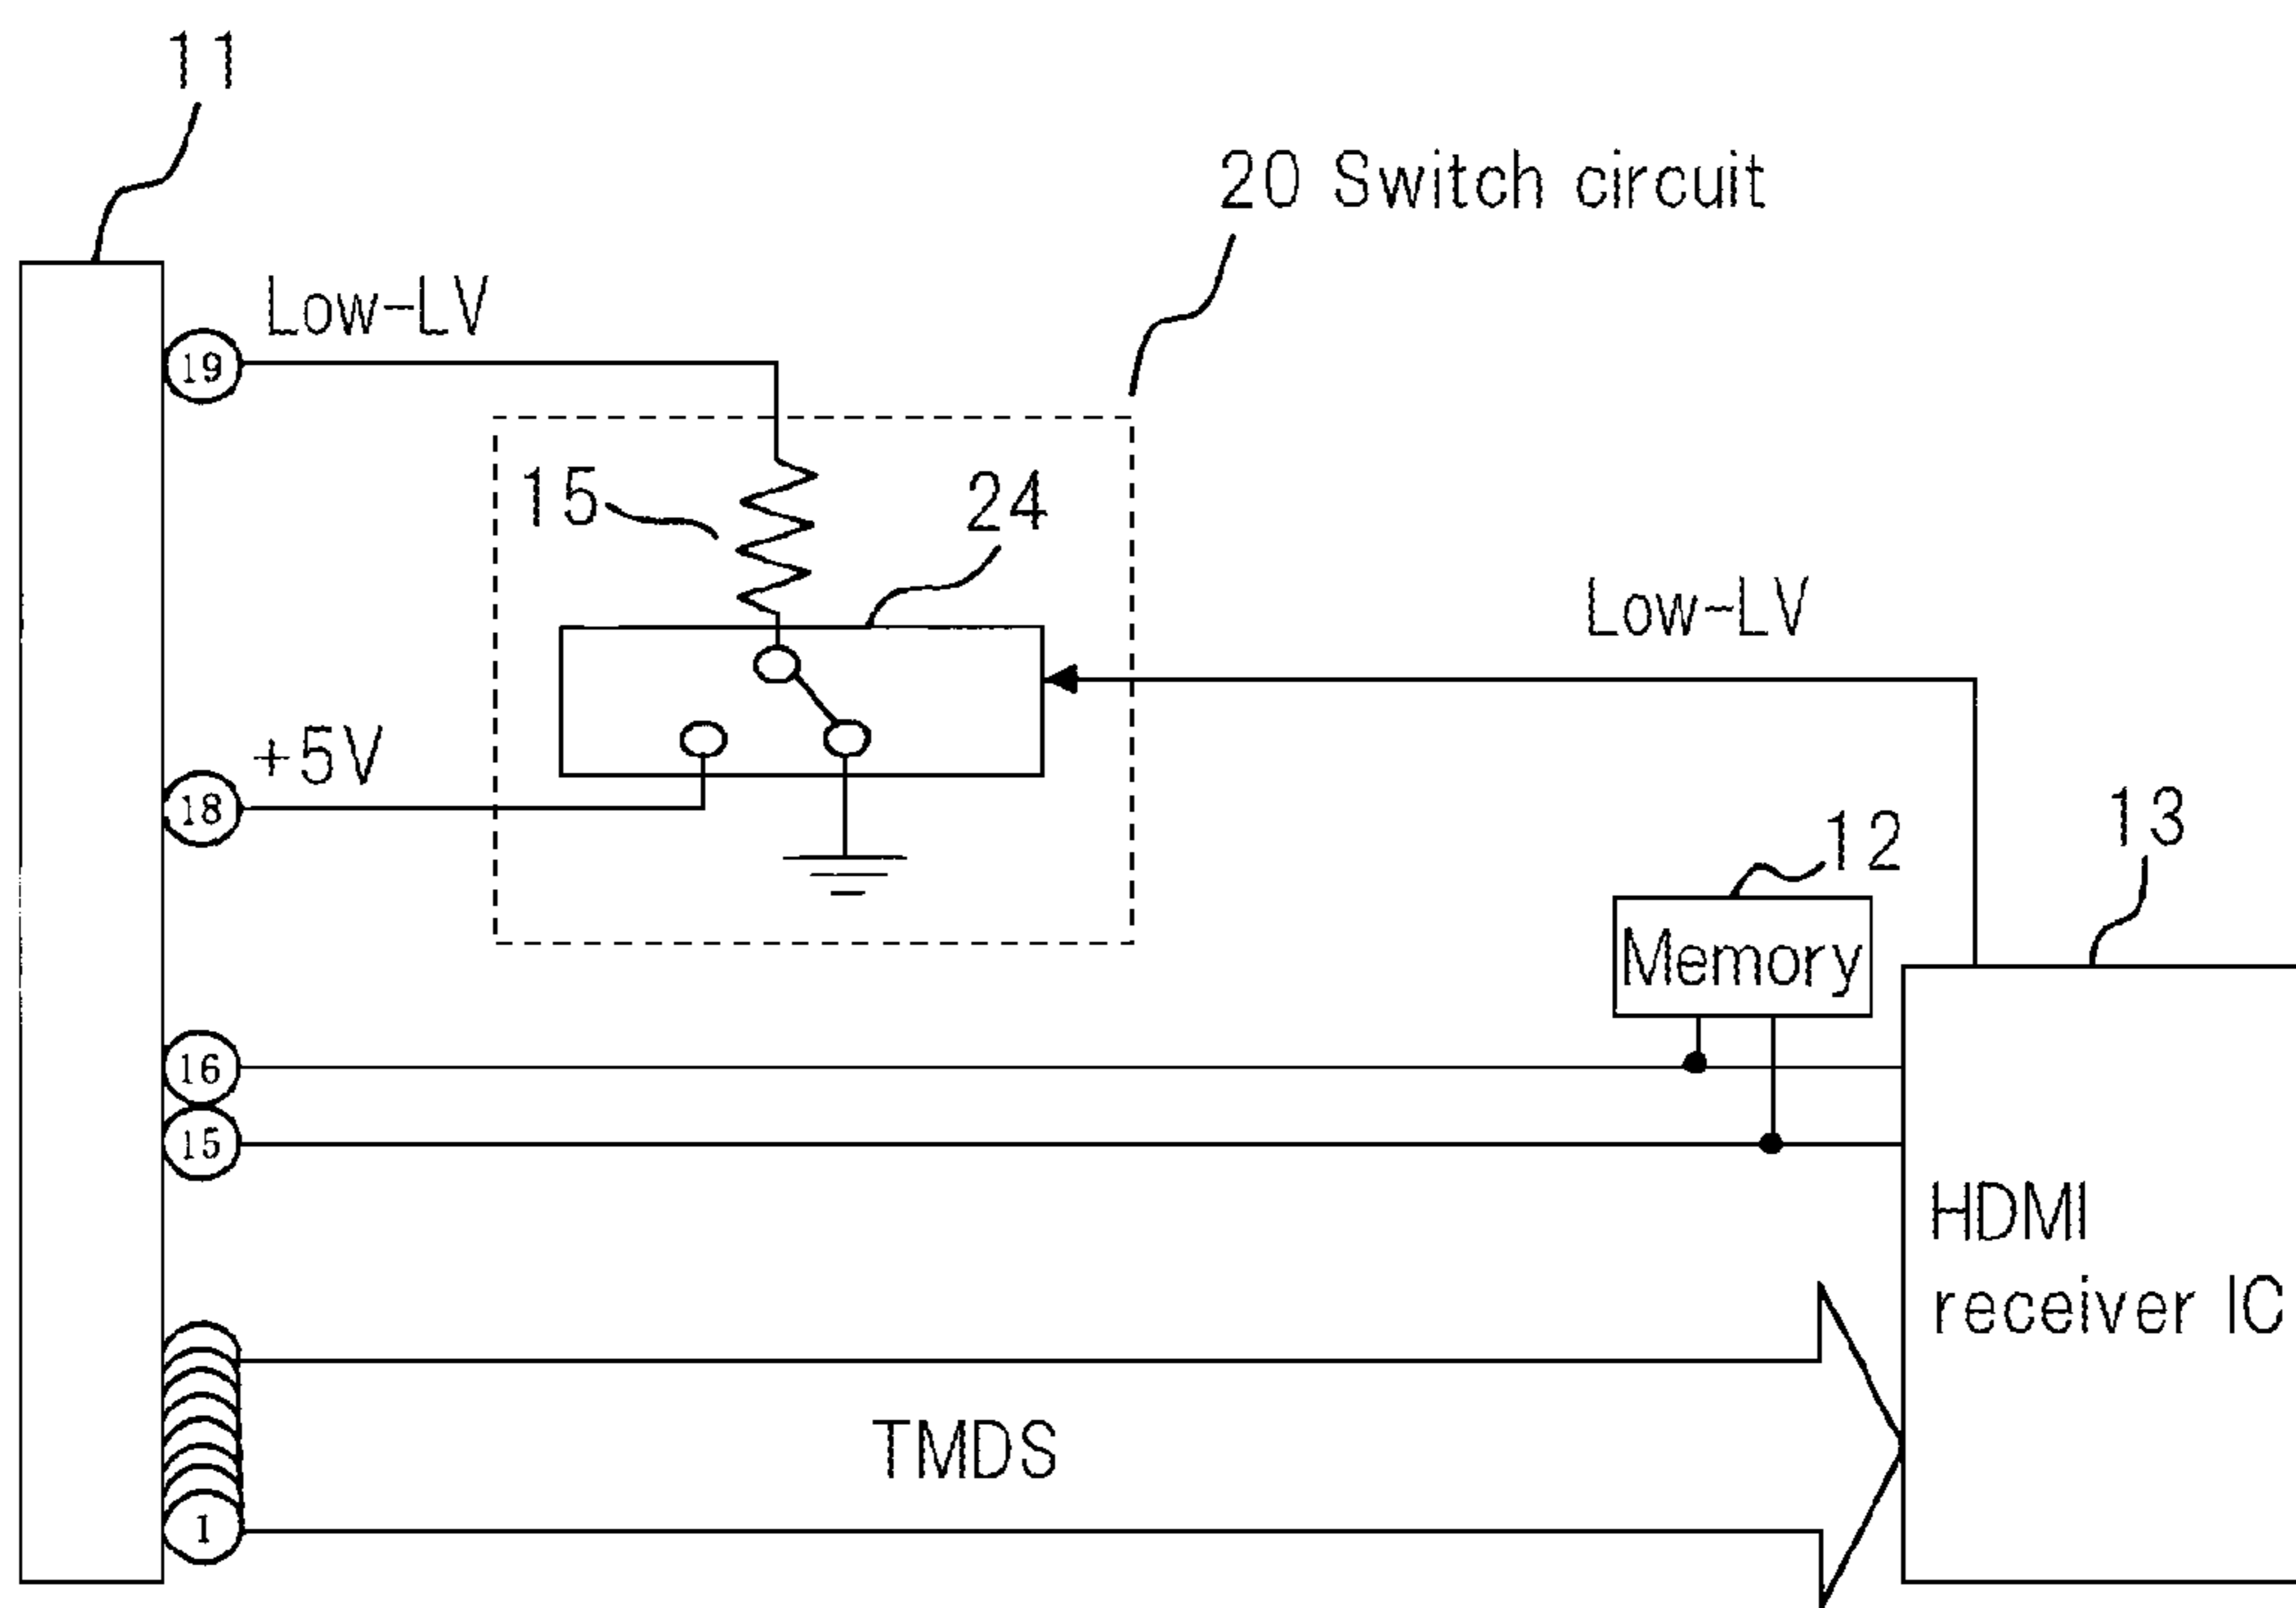 11
20 Switch circuit
Low-LV
19
15
24
Low-LV
+5V
18
12
13
Memory
16
15
HDMI
receiver IC
TMDS
1